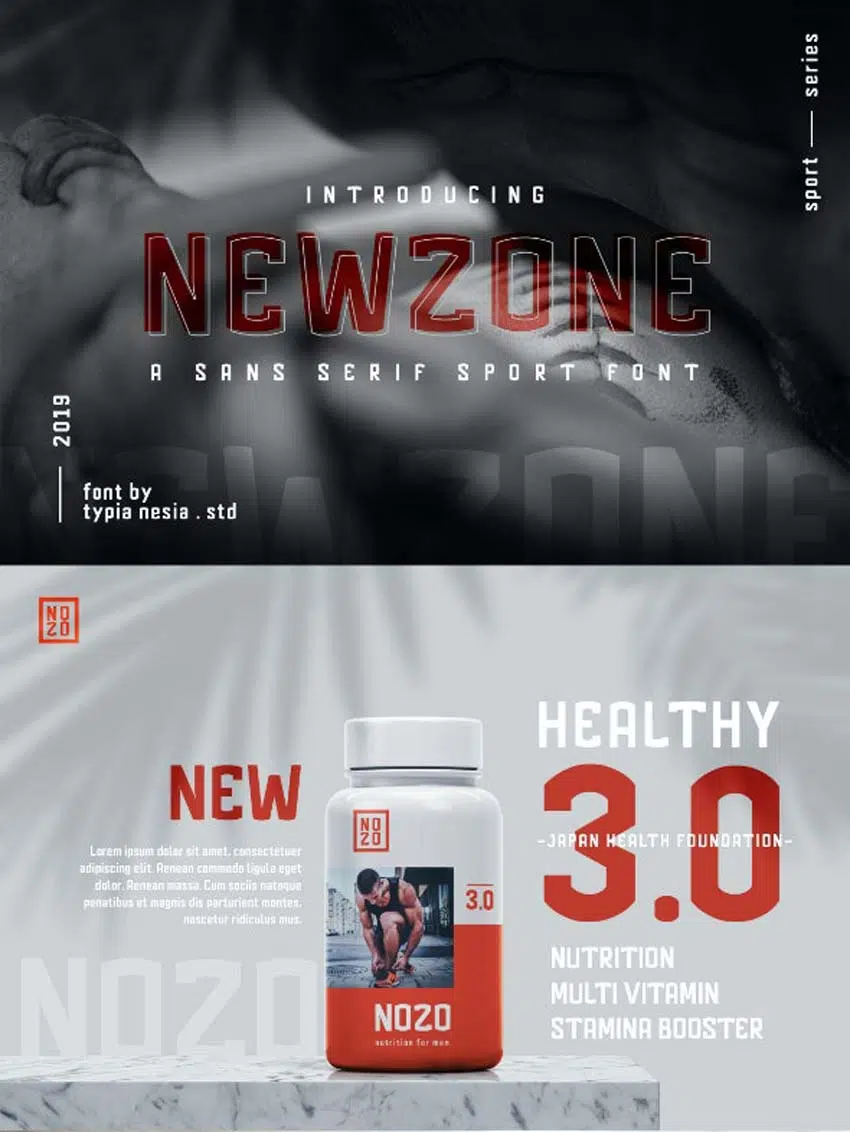 sport — series
INTRODUCING
NEWZONE
A SANS SERIF SPORT FONT
2019
font by
typia nesia . std
NEWZONE
NO
ZO
HEALTHY
NEW
3.0
-JAPAN HEALTH FOUNDATION-
Lorem ipsum dolor sit amet, consectetuer
adipiscing elit. Aenean commodo ligula eget
dolor. Aenean massa. Cum sociis natoque
penatibus et magnis dis parturient montes,
nascetur ridiculus mus.
NO
ZO
3.0
NOZO
nutrition for men.
NUTRITION
MULTI VITAMIN
STAMINA BOOSTER
NOZO